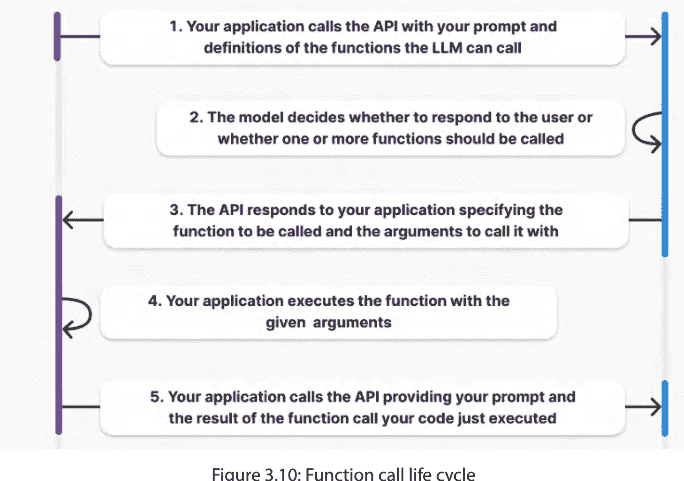 1. Your application calls the API with your prompt and
definitions of the functions the LLM can call
2. The model decides whether to respond to the user or
whether one or more functions should be called
3. The API responds to your application specifying the
function to be called and the arguments to call it with
4. Your application executes the function with the
given arguments
5. Your application calls the API providing your prompt and
the result of the function call your code just executed
Figure 3.10: Function call life cycle